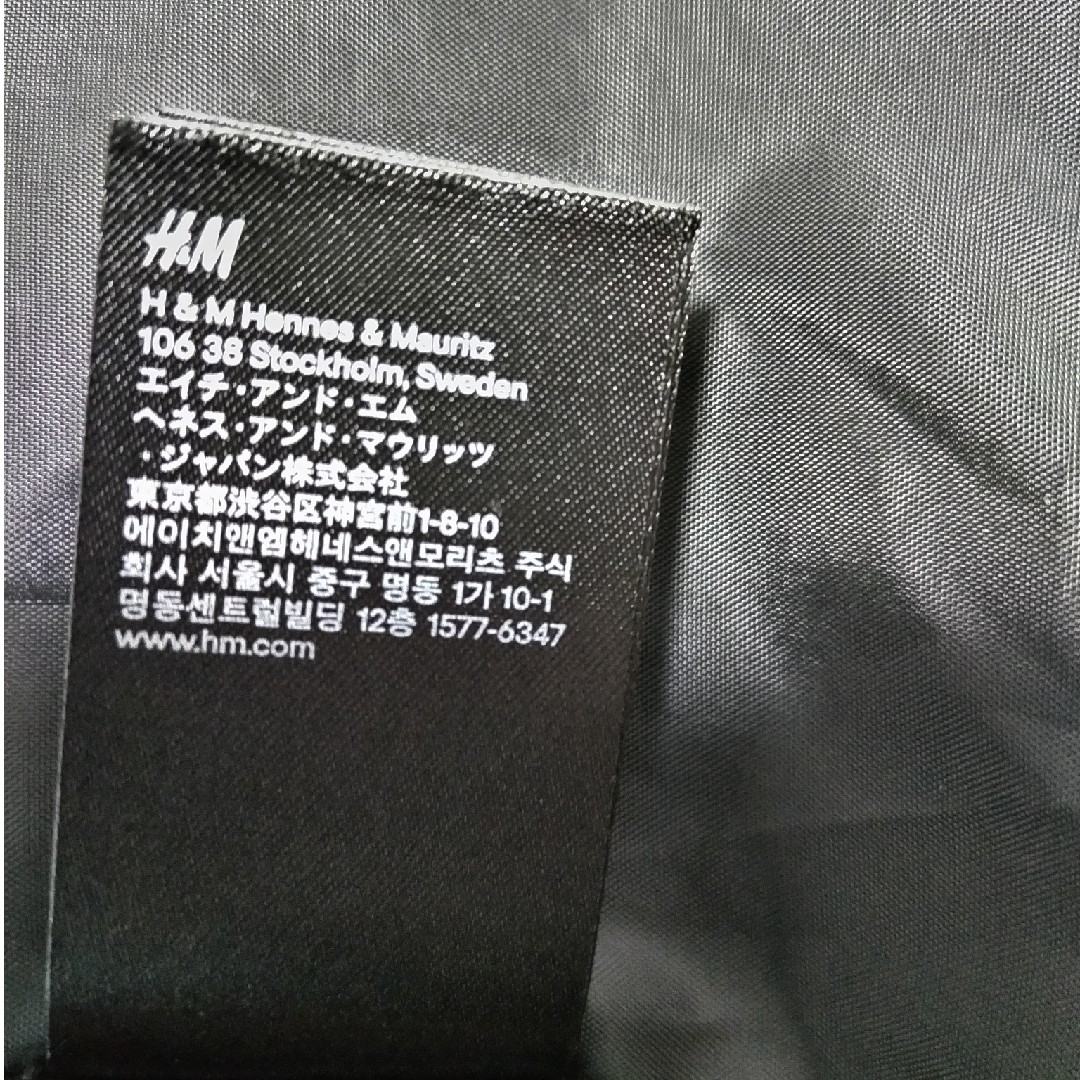 H&M
H & M Hennes & Mauritz
106 38 Stockholm, Sweden
エイチ・アンド・エム
ヘネス・アンド・マウリッツ
・ジャパン株式会社
東京都渋谷区神宮前1-8-10
에이치앤엠헤네스앤모리츠 주식
회사 서울시 중구 명동 1가 10-1
명동센트럴빌딩 12층 1577-6347
www.hm.com